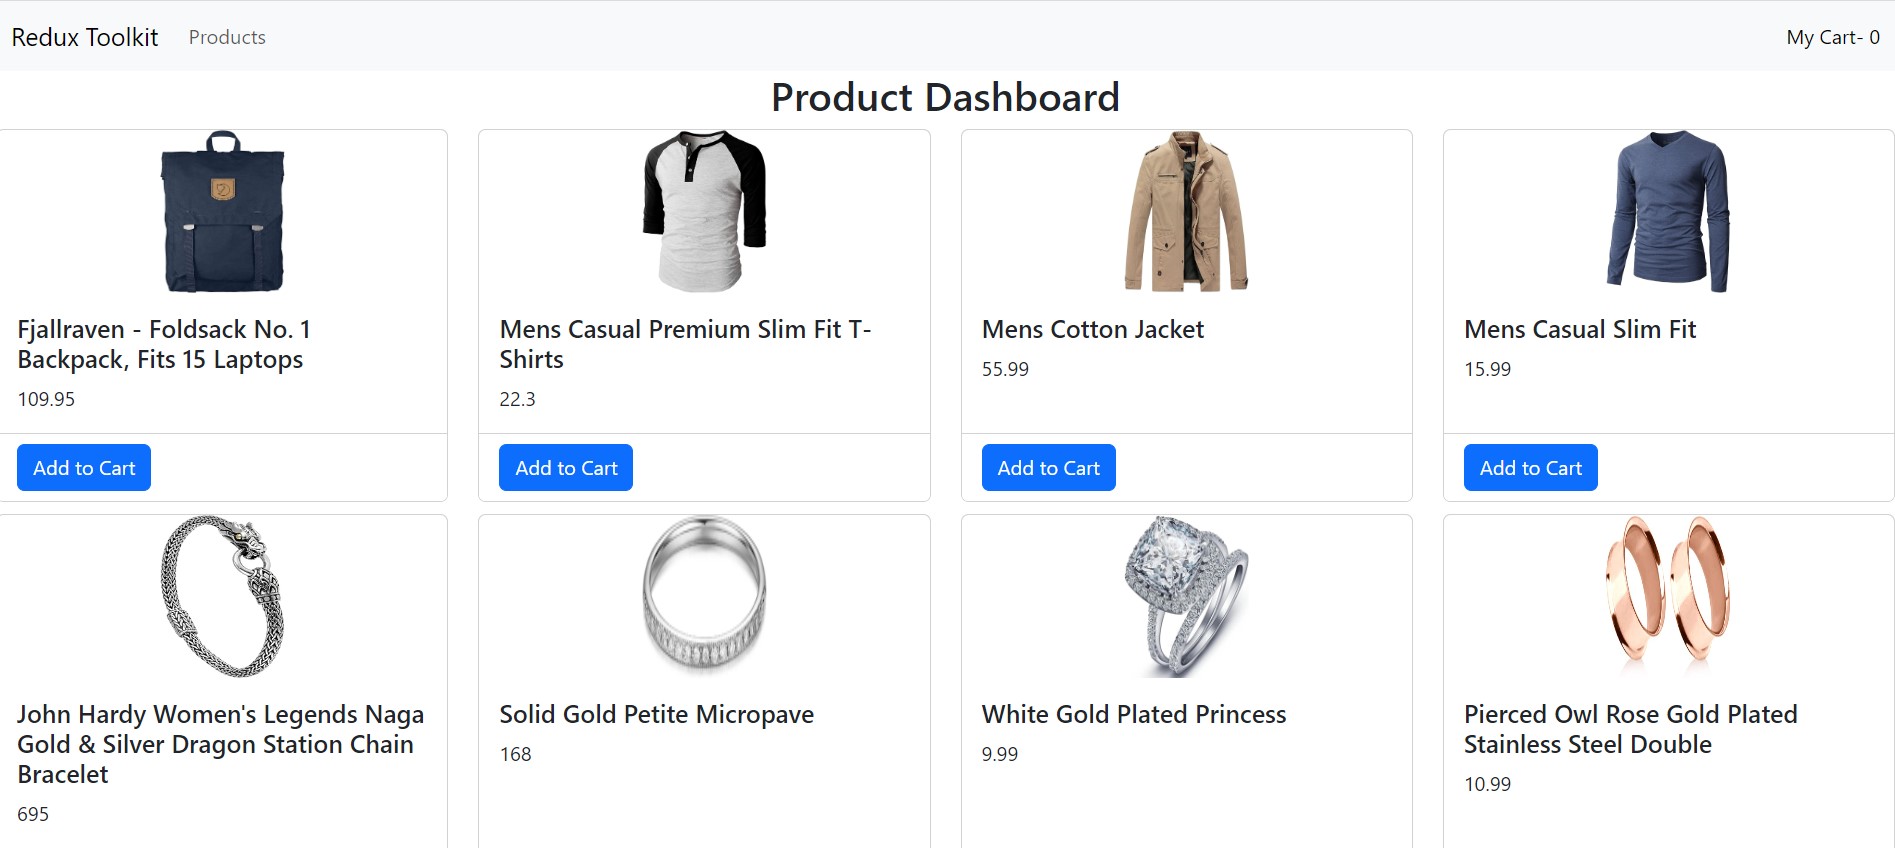 Redux Toolkit Products My Cart- 0
Product Dashboard
Fjallraven - Foldsack No. 1
Backpack, Fits 15 Laptops
109.95
Add to Cart
Mens Casual Premium Slim Fit T-
Shirts
22.3
Add to Cart
Mens Cotton Jacket
55.99
Add to Cart
Mens Casual Slim Fit
15.99
Add to Cart
John Hardy Women's Legends Naga
Gold & Silver Dragon Station Chain
Bracelet
695
Solid Gold Petite Micropave
168
White Gold Plated Princess
9.99
Pierced Owl Rose Gold Plated
Stainless Steel Double
10.99